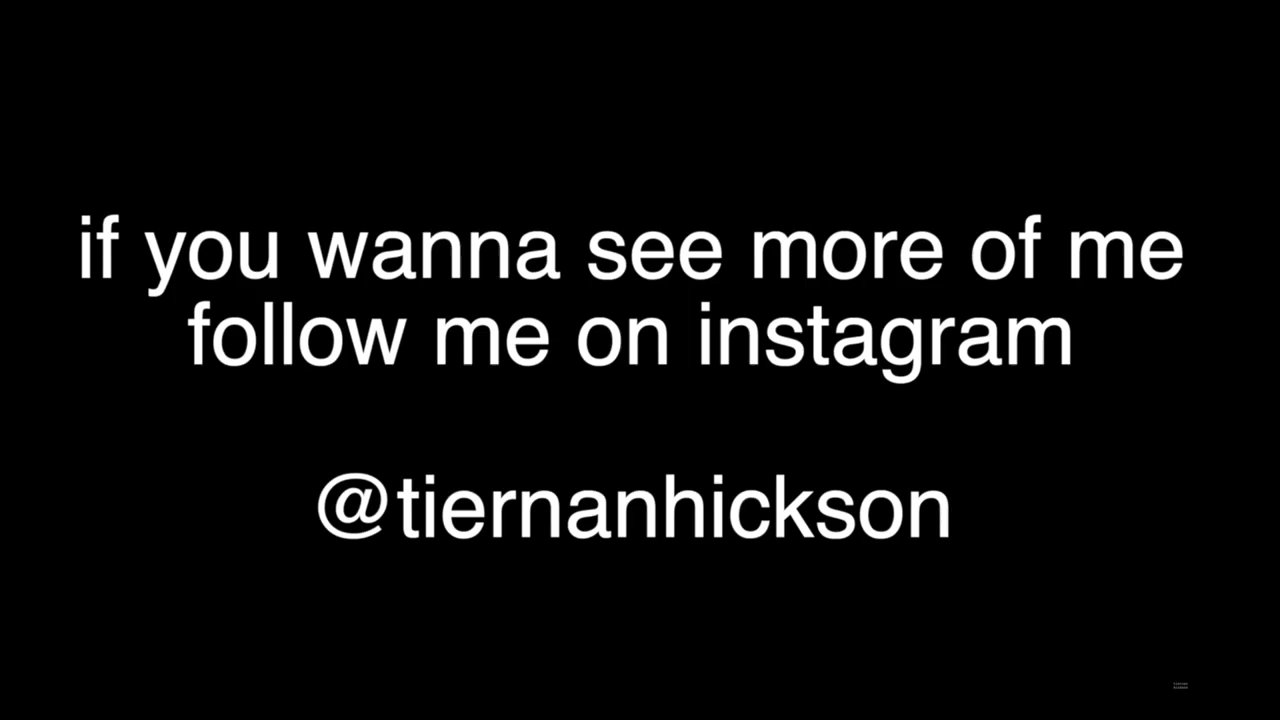 if you wanna see more of me
follow me on instagram
@tiernanhickson